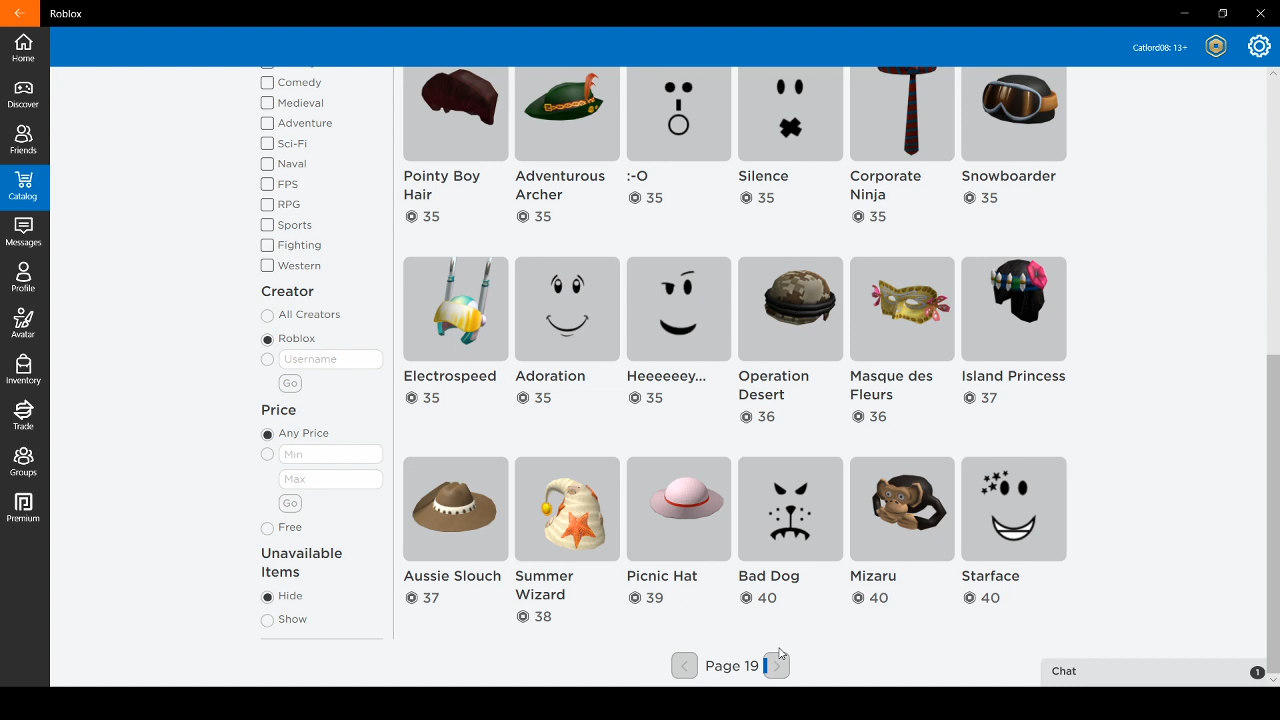 Roblox
Catlord08: 13+
Home
Discover
Friends
Catalog
Messages
Profile
Avatar
Inventory
Trade
Groups
Premium
Comedy
Medieval
Adventure
Sci-Fi
Naval
FPS
RPG
Sports
Fighting
Western
Creator
All Creators
Roblox
Username
Go
Price
Any Price
Min
Max
Go
Free
Unavailable
Items
Hide
Show
Pointy Boy
Hair
35
Adventurous
Archer
35
:-O
35
Silence
35
Corporate
Ninja
35
Snowboarder
35
Electrospeed
35
Adoration
35
Heeeeeey...
35
Operation
Desert
36
Masque des
Fleurs
36
Island Princess
37
Aussie Slouch
37
Summer
Wizard
38
Picnic Hat
39
Bad Dog
40
Mizaru
40
Starface
40
< Page 19 >
Chat 1